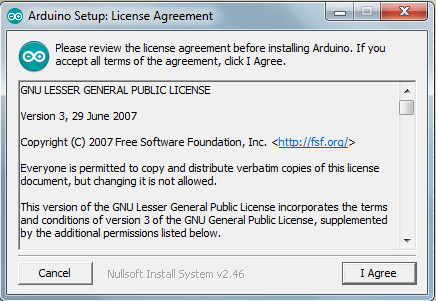 Arduino Setup: License Agreement
Please review the license agreement before installing Arduino. If you
accept all terms of the agreement, click I Agree.
GNU LESSER GENERAL PUBLIC LICENSE
Version 3, 29 June 2007
Copyright (C) 2007 Free Software Foundation, Inc. <http://fsf.org/>
Everyone is permitted to copy and distribute verbatim copies of this license
document, but changing it is not allowed.
This version of the GNU Lesser General Public License incorporates the terms
and conditions of version 3 of the GNU General Public License, supplemented
by the additional permissions listed below.
Cancel
Nullsoft Install System v2.46
I Agree